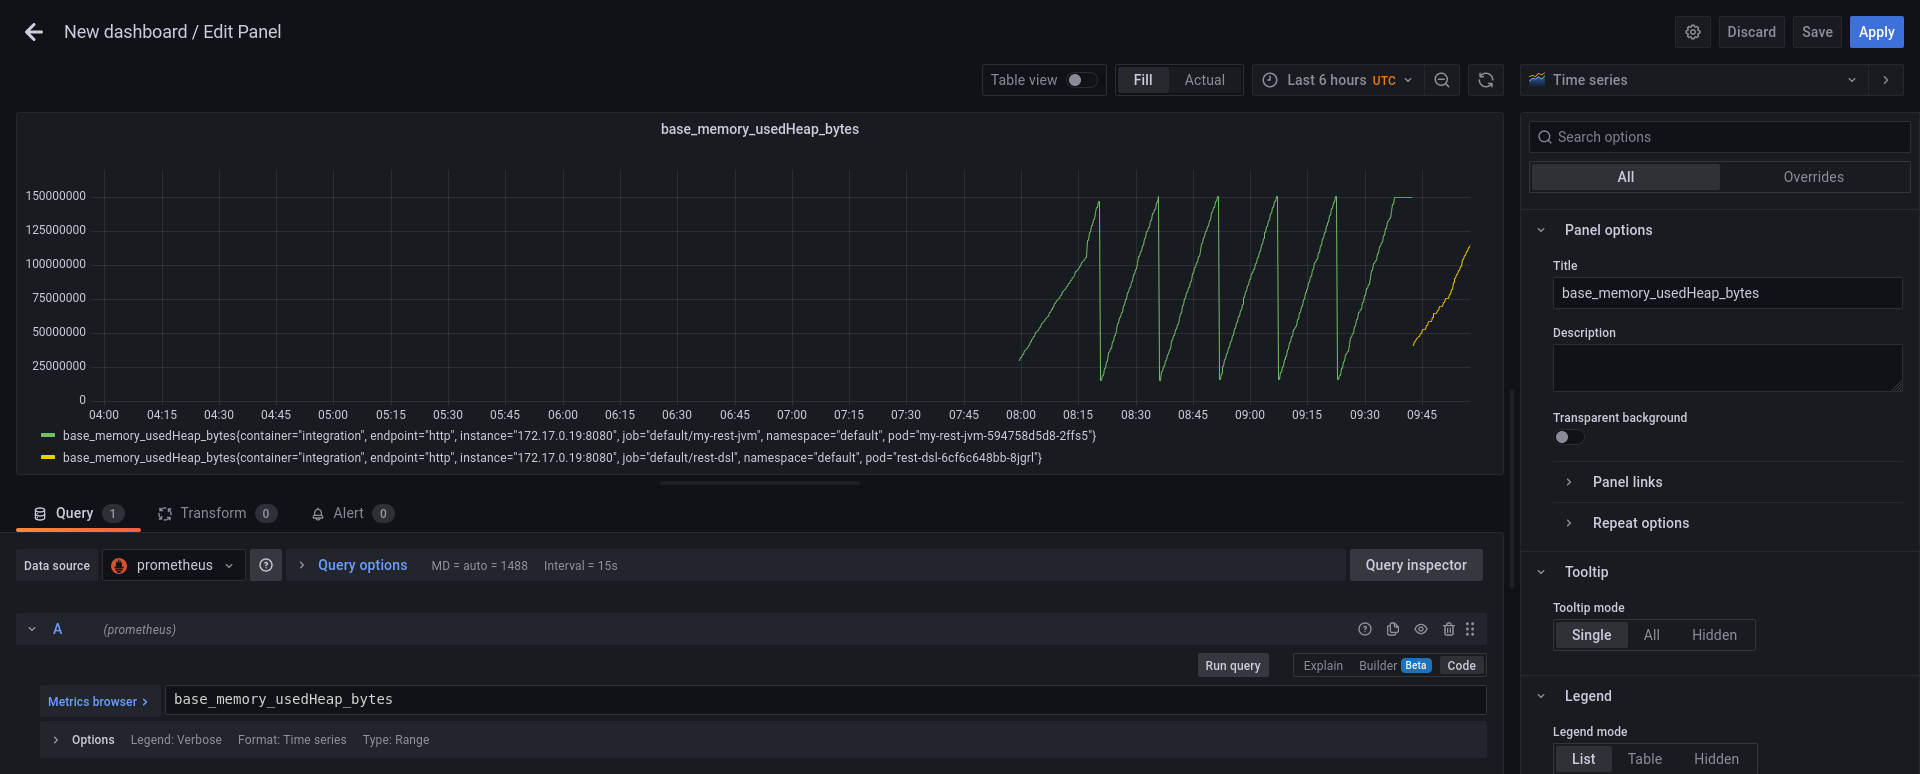 New dashboard / Edit Panel
Discard
Save
Apply
Table view
Fill
Actual
Last 6 hours UTC
Time series
base_memory_usedHeap_bytes
150000000
125000000
100000000
75000000
50000000
25000000
0
04:00 04:15 04:30 04:45 05:00 05:15 05:30 05:45 06:00 06:15 06:30 06:45 07:00 07:15 07:30 07:45 08:00 08:15 08:30 08:45 09:00 09:15 09:30 09:45
base_memory_usedHeap_bytes{container="integration", endpoint="http", instance="172.17.0.19:8080", job="default/my-rest-jvm", namespace="default", pod="my-rest-jvm-594758d5d8-2ffs5"}
base_memory_usedHeap_bytes{container="integration", endpoint="http", instance="172.17.0.19:8080", job="default/rest-dsl", namespace="default", pod="rest-dsl-6cf6c648bb-8jgrl"}
Query 1
Transform 0
Alert 0
Data source
prometheus
Query options
MD = auto = 1488
Interval = 15s
Query inspector
A
(prometheus)
Run query
Explain
Builder Beta
Code
Metrics browser >
base_memory_usedHeap_bytes
Options
Legend: Verbose
Format: Time series
Type: Range
Search options
All
Overrides
Panel options
Title
base_memory_usedHeap_bytes
Description
Transparent background
Panel links
Repeat options
Tooltip
Tooltip mode
Single
All
Hidden
Legend
Legend mode
List
Table
Hidden